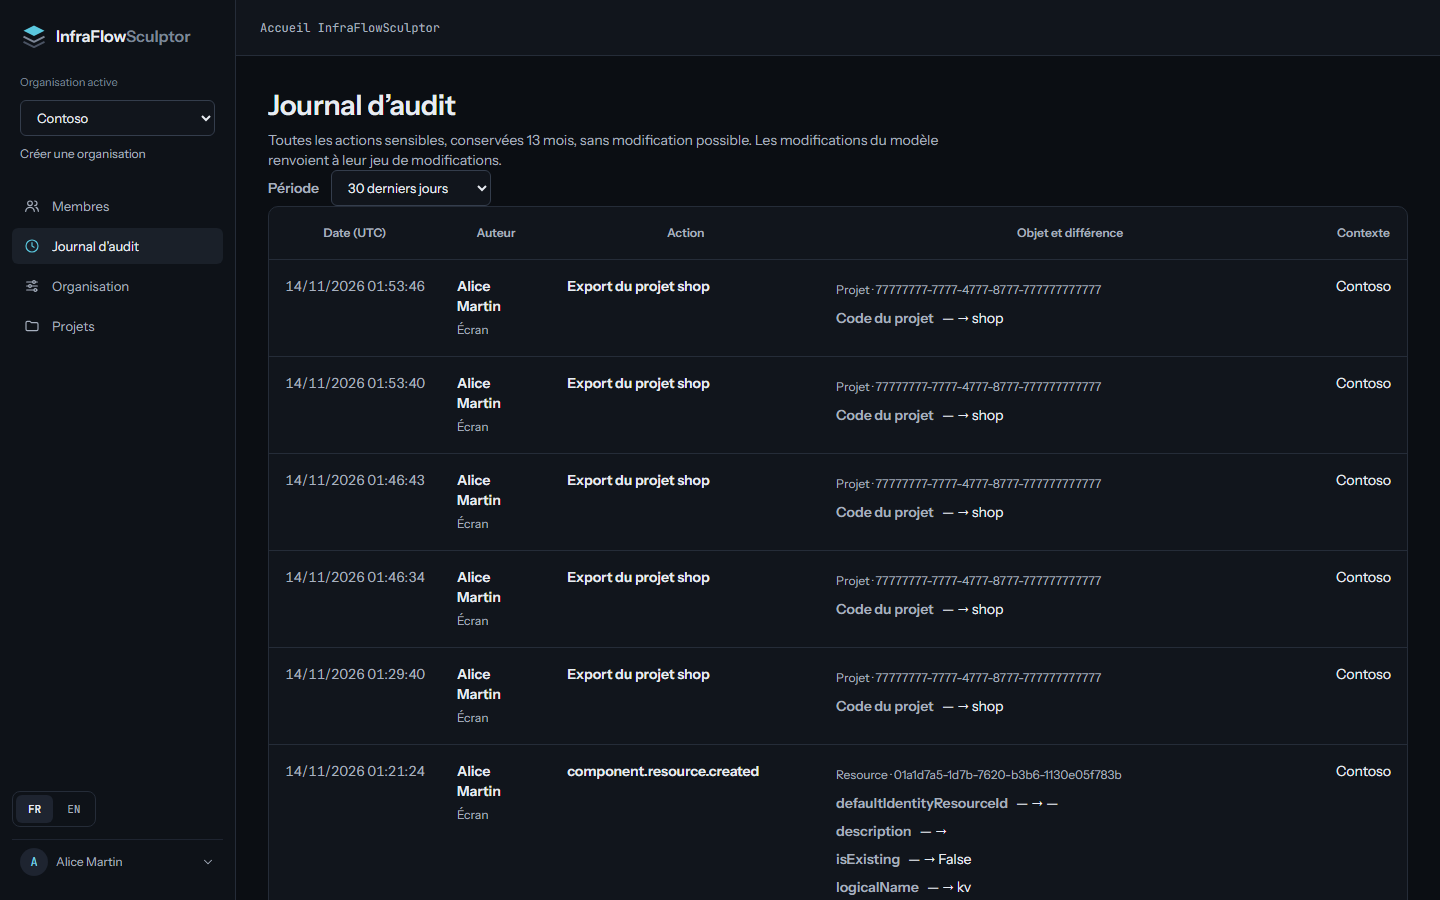 InfraFlowSculptor
Organisation active
Contoso
Créer une organisation
Membres
Journal d'audit
Organisation
Projets
FR EN
A Alice Martin
Accueil InfraFlowSculptor
Journal d’audit
Toutes les actions sensibles, conservées 13 mois, sans modification possible. Les modifications du modèle
renvoient à leur jeu de modifications.
Période 30 derniers jours
Date (UTC) Auteur Action Objet et différence Contexte
14/11/2026 01:53:46 Alice Martin Écran Export du projet shop Projet · 77777777-7777-4777-8777-777777777777 Contoso
Code du projet — → shop
14/11/2026 01:53:40 Alice Martin Écran Export du projet shop Projet · 77777777-7777-4777-8777-777777777777 Contoso
Code du projet — → shop
14/11/2026 01:46:43 Alice Martin Écran Export du projet shop Projet · 77777777-7777-4777-8777-777777777777 Contoso
Code du projet — → shop
14/11/2026 01:46:34 Alice Martin Écran Export du projet shop Projet · 77777777-7777-4777-8777-777777777777 Contoso
Code du projet — → shop
14/11/2026 01:29:40 Alice Martin Écran Export du projet shop Projet · 77777777-7777-4777-8777-777777777777 Contoso
Code du projet — → shop
14/11/2026 01:21:24 Alice Martin Écran component.resource.created Resource · 01a1d7a5-1d7b-7620-b3b6-1130e05f783b Contoso
defaultIdentityResourceId — → —
description — →
isExisting — → False
logicalName — → kv